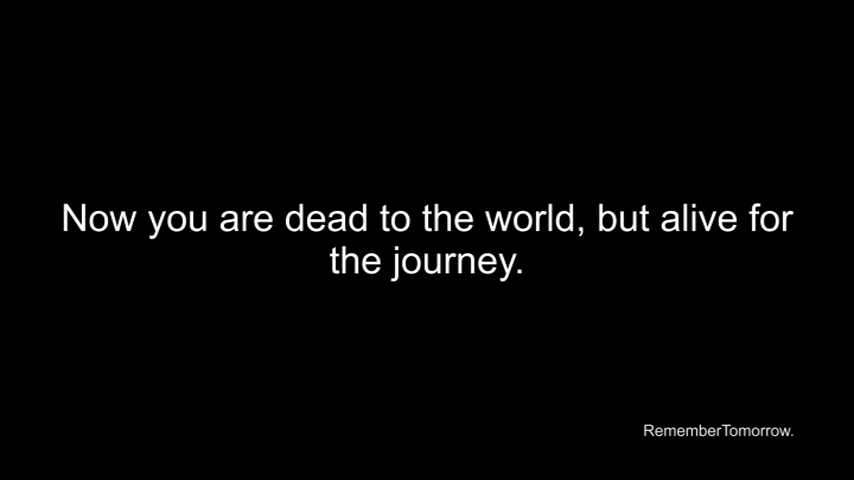 Now you are dead to the world, but alive for
the journey.
RememberTomorrow.